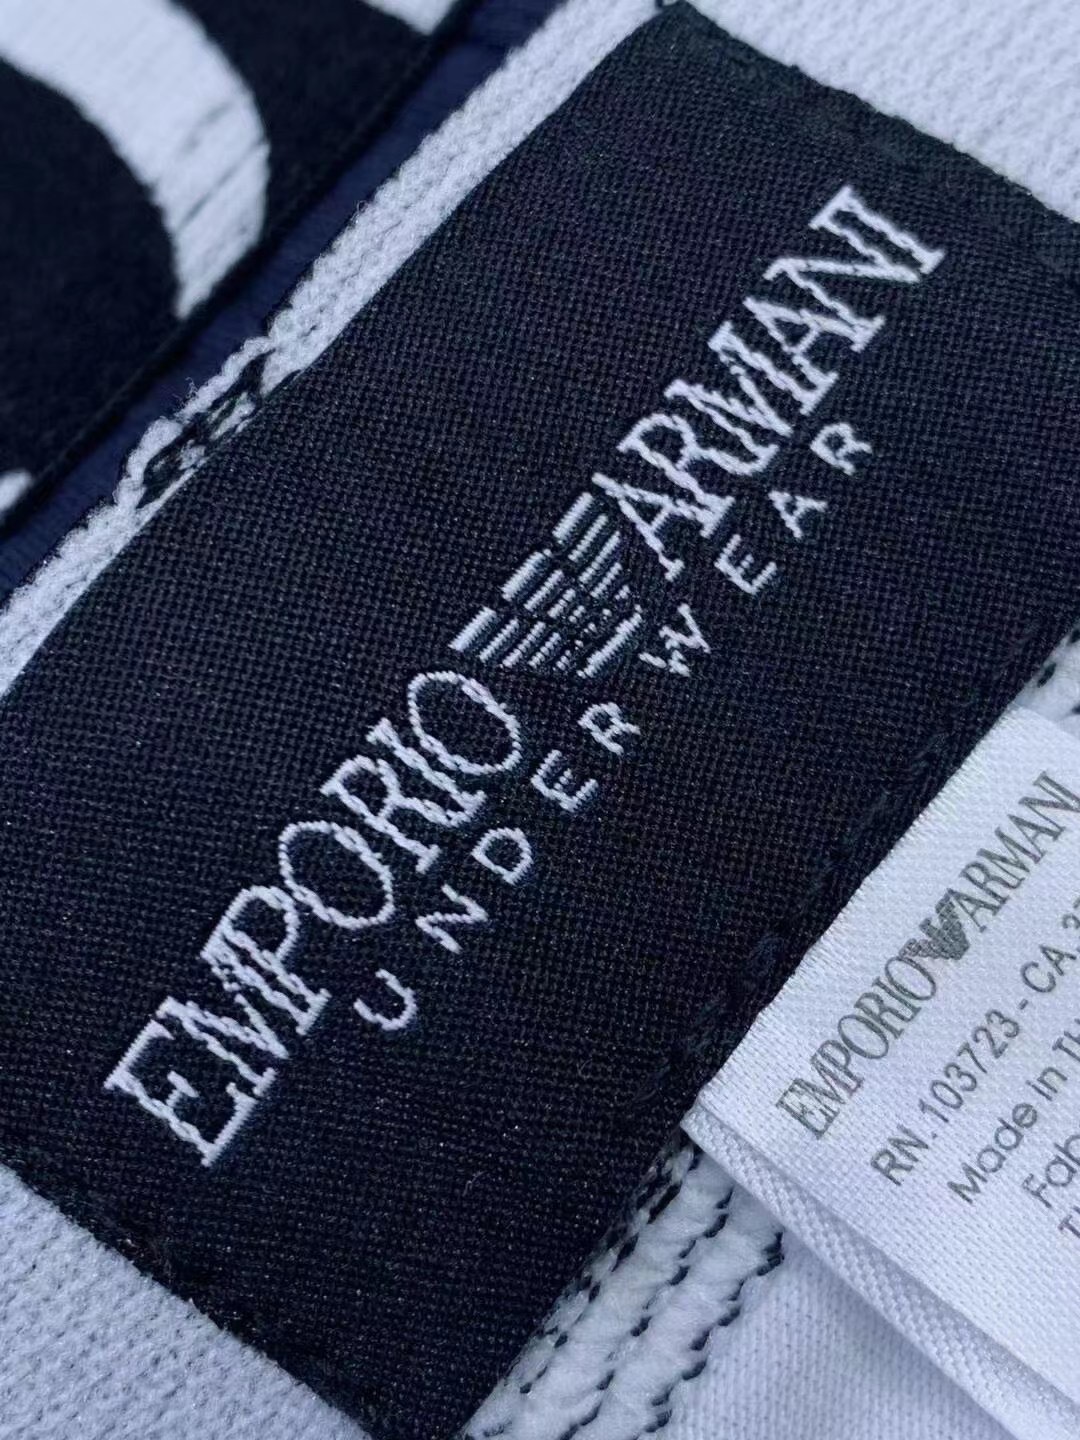 EMPORIO ARMANI
UNDERWEAR
EMPORIO ARMANI
RN. 103723 - CA.
Made in